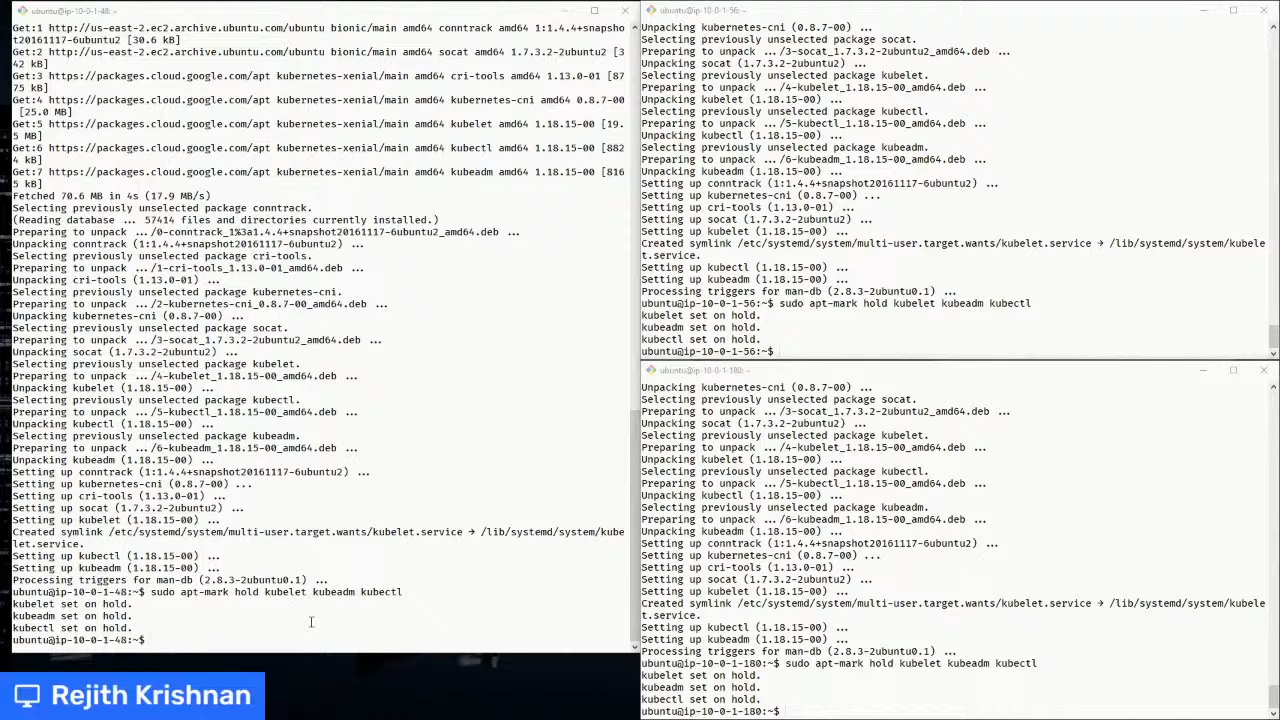 ubuntu@ip-10-0-1-48: ~
Get:1 http://us-east-2.ec2.archive.ubuntu.com/ubuntu bionic/main amd64 conntrack amd64 1:1.4.4+snapsho
t20161117-6ubuntu2 [30.6 kB]
Get:2 http://us-east-2.ec2.archive.ubuntu.com/ubuntu bionic/main amd64 socat amd64 1.7.3.2-2ubuntu2 [3
42 kB]
Get:3 https://packages.cloud.google.com/apt kubernetes-xenial/main amd64 cri-tools amd64 1.13.0-01 [87
75 kB]
Get:4 https://packages.cloud.google.com/apt kubernetes-xenial/main amd64 kubernetes-cni amd64 0.8.7-00
 [25.0 MB]
Get:5 https://packages.cloud.google.com/apt kubernetes-xenial/main amd64 kubelet amd64 1.18.15-00 [19.
5 MB]
Get:6 https://packages.cloud.google.com/apt kubernetes-xenial/main amd64 kubectl amd64 1.18.15-00 [882
4 kB]
Get:7 https://packages.cloud.google.com/apt kubernetes-xenial/main amd64 kubeadm amd64 1.18.15-00 [816
5 kB]
Fetched 70.6 MB in 4s (17.9 MB/s)
Selecting previously unselected package conntrack.
(Reading database ... 57414 files and directories currently installed.)
Preparing to unpack .../0-conntrack_1%3a1.4.4+snapshot20161117-6ubuntu2_amd64.deb ...
Unpacking conntrack (1:1.4.4+snapshot20161117-6ubuntu2) ...
Selecting previously unselected package cri-tools.
Preparing to unpack .../1-cri-tools_1.13.0-01_amd64.deb ...
Unpacking cri-tools (1.13.0-01) ...
Selecting previously unselected package kubernetes-cni.
Preparing to unpack .../2-kubernetes-cni_0.8.7-00_amd64.deb ...
Unpacking kubernetes-cni (0.8.7-00) ...
Selecting previously unselected package socat.
Preparing to unpack .../3-socat_1.7.3.2-2ubuntu2_amd64.deb ...
Unpacking socat (1.7.3.2-2ubuntu2) ...
Selecting previously unselected package kubelet.
Preparing to unpack .../4-kubelet_1.18.15-00_amd64.deb ...
Unpacking kubelet (1.18.15-00) ...
Selecting previously unselected package kubectl.
Preparing to unpack .../5-kubectl_1.18.15-00_amd64.deb ...
Unpacking kubectl (1.18.15-00) ...
Selecting previously unselected package kubeadm.
Preparing to unpack .../6-kubeadm_1.18.15-00_amd64.deb ...
Unpacking kubeadm (1.18.15-00) ...
Setting up conntrack (1:1.4.4+snapshot20161117-6ubuntu2) ...
Setting up kubernetes-cni (0.8.7-00) ...
Setting up cri-tools (1.13.0-01) ...
Setting up socat (1.7.3.2-2ubuntu2) ...
Setting up kubelet (1.18.15-00) ...
Created symlink /etc/systemd/system/multi-user.target.wants/kubelet.service → /lib/systemd/system/kube
let.service.
Setting up kubectl (1.18.15-00) ...
Setting up kubeadm (1.18.15-00) ...
Processing triggers for man-db (2.8.3-2ubuntu0.1) ...
ubuntu@ip-10-0-1-48:~$ sudo apt-mark hold kubelet kubeadm kubectl
kubelet set on hold.
kubeadm set on hold.
kubectl set on hold.
ubuntu@ip-10-0-1-48:~$
Rejith Krishnan
ubuntu@ip-10-0-1-56: ~
Unpacking kubernetes-cni (0.8.7-00) ...
Selecting previously unselected package socat.
Preparing to unpack .../3-socat_1.7.3.2-2ubuntu2_amd64.deb ...
Unpacking socat (1.7.3.2-2ubuntu2) ...
Selecting previously unselected package kubelet.
Preparing to unpack .../4-kubelet_1.18.15-00_amd64.deb ...
Unpacking kubelet (1.18.15-00) ...
Selecting previously unselected package kubectl.
Preparing to unpack .../5-kubectl_1.18.15-00_amd64.deb ...
Unpacking kubectl (1.18.15-00) ...
Selecting previously unselected package kubeadm.
Preparing to unpack .../6-kubeadm_1.18.15-00_amd64.deb ...
Unpacking kubeadm (1.18.15-00) ...
Setting up conntrack (1:1.4.4+snapshot20161117-6ubuntu2) ...
Setting up kubernetes-cni (0.8.7-00) ...
Setting up cri-tools (1.13.0-01) ...
Setting up socat (1.7.3.2-2ubuntu2) ...
Setting up kubelet (1.18.15-00) ...
Created symlink /etc/systemd/system/multi-user.target.wants/kubelet.service → /lib/systemd/system/kubele
t.service.
Setting up kubectl (1.18.15-00) ...
Setting up kubeadm (1.18.15-00) ...
Processing triggers for man-db (2.8.3-2ubuntu0.1) ...
ubuntu@ip-10-0-1-56:~$ sudo apt-mark hold kubelet kubeadm kubectl
kubelet set on hold.
kubeadm set on hold.
kubectl set on hold.
ubuntu@ip-10-0-1-56:~$
ubuntu@ip-10-0-1-180: ~
Unpacking kubernetes-cni (0.8.7-00) ...
Selecting previously unselected package socat.
Preparing to unpack .../3-socat_1.7.3.2-2ubuntu2_amd64.deb ...
Unpacking socat (1.7.3.2-2ubuntu2) ...
Selecting previously unselected package kubelet.
Preparing to unpack .../4-kubelet_1.18.15-00_amd64.deb ...
Unpacking kubelet (1.18.15-00) ...
Selecting previously unselected package kubectl.
Preparing to unpack .../5-kubectl_1.18.15-00_amd64.deb ...
Unpacking kubectl (1.18.15-00) ...
Selecting previously unselected package kubeadm.
Preparing to unpack .../6-kubeadm_1.18.15-00_amd64.deb ...
Unpacking kubeadm (1.18.15-00) ...
Setting up conntrack (1:1.4.4+snapshot20161117-6ubuntu2) ...
Setting up kubernetes-cni (0.8.7-00) ...
Setting up cri-tools (1.13.0-01) ...
Setting up socat (1.7.3.2-2ubuntu2) ...
Setting up kubelet (1.18.15-00) ...
Created symlink /etc/systemd/system/multi-user.target.wants/kubelet.service → /lib/systemd/system/kubele
t.service.
Setting up kubectl (1.18.15-00) ...
Setting up kubeadm (1.18.15-00) ...
Processing triggers for man-db (2.8.3-2ubuntu0.1) ...
ubuntu@ip-10-0-1-180:~$ sudo apt-mark hold kubelet kubeadm kubectl
kubelet set on hold.
kubeadm set on hold.
kubectl set on hold.
ubuntu@ip-10-0-1-180:~$